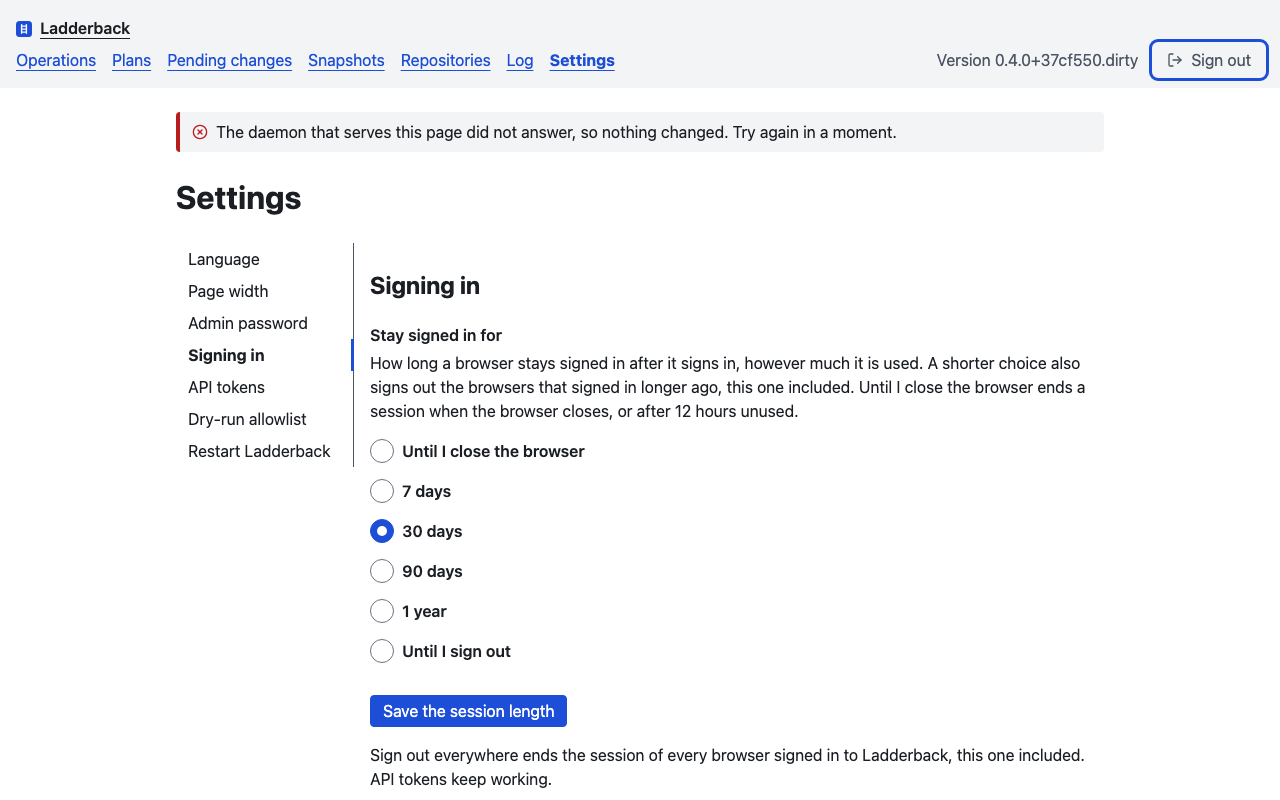 Ladderback
Operations Plans Pending changes Snapshots Repositories Log Settings Version 0.4.0+37cf550.dirty Sign out
The daemon that serves this page did not answer, so nothing changed. Try again in a moment.
Settings
Language
Page width
Admin password
Signing in
API tokens
Dry-run allowlist
Restart Ladderback
Signing in
Stay signed in for
How long a browser stays signed in after it signs in, however much it is used. A shorter choice also
signs out the browsers that signed in longer ago, this one included. Until I close the browser ends a
session when the browser closes, or after 12 hours unused.
Until I close the browser
7 days
30 days
90 days
1 year
Until I sign out
Save the session length
Sign out everywhere ends the session of every browser signed in to Ladderback, this one included.
API tokens keep working.